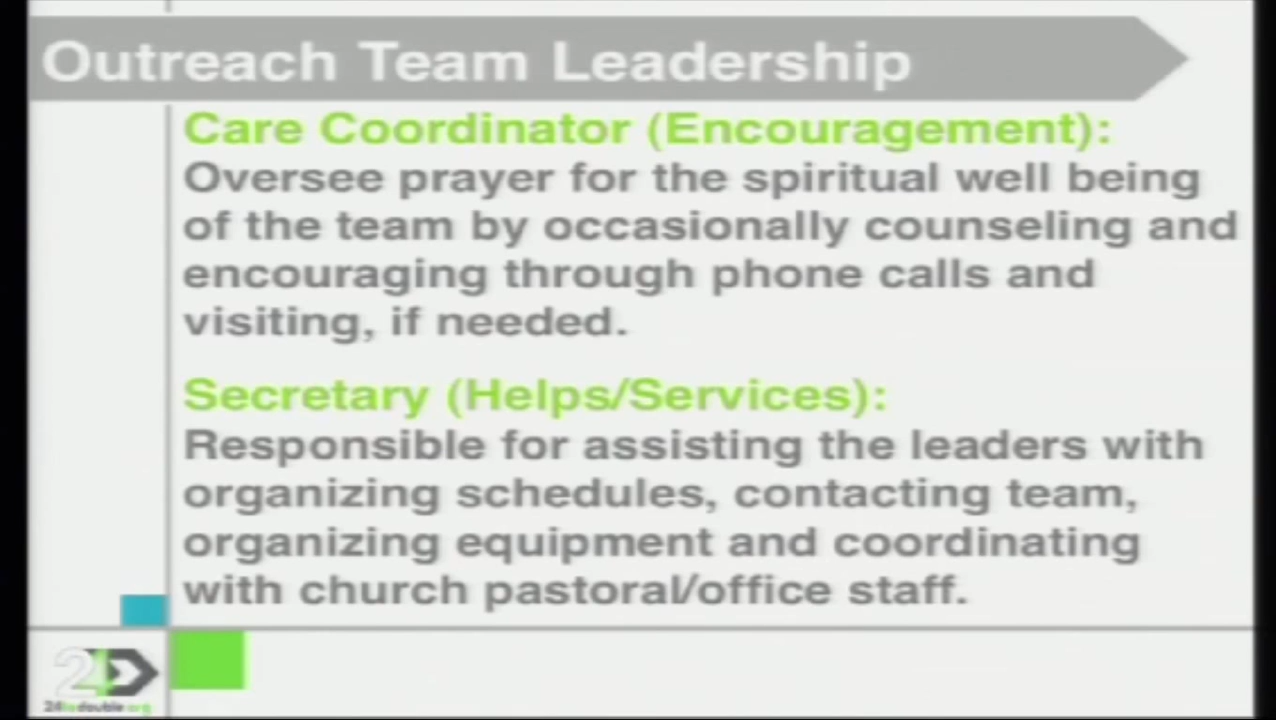 Outreach Team Leadership
Care Coordinator (Encouragement):
Oversee prayer for the spiritual well being
of the team by occasionally counseling and
encouraging through phone calls and
visiting, if needed.
Secretary (Helps/Services):
Responsible for assisting the leaders with
organizing schedules, contacting team,
organizing equipment and coordinating
with church pastoral/office staff.
24todouble.org